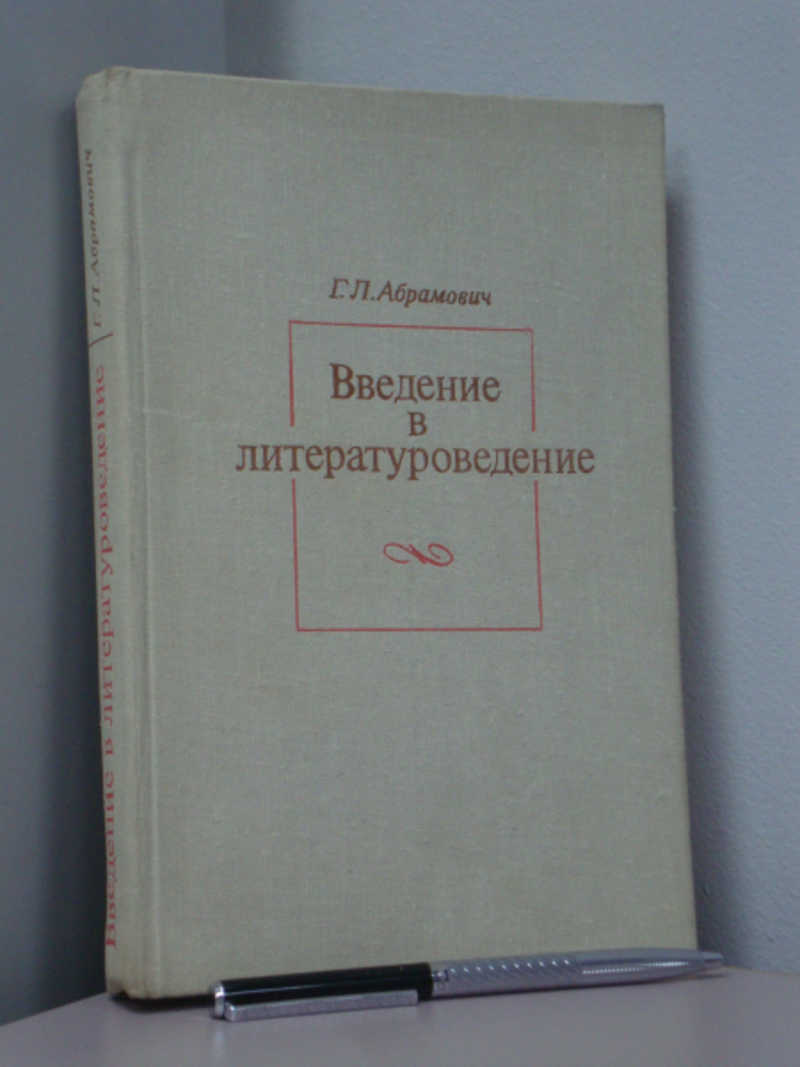 Г. Л. Абрамович
Введение
в
литературоведение
Введение в литературоведение
Г. Л. Абрамович